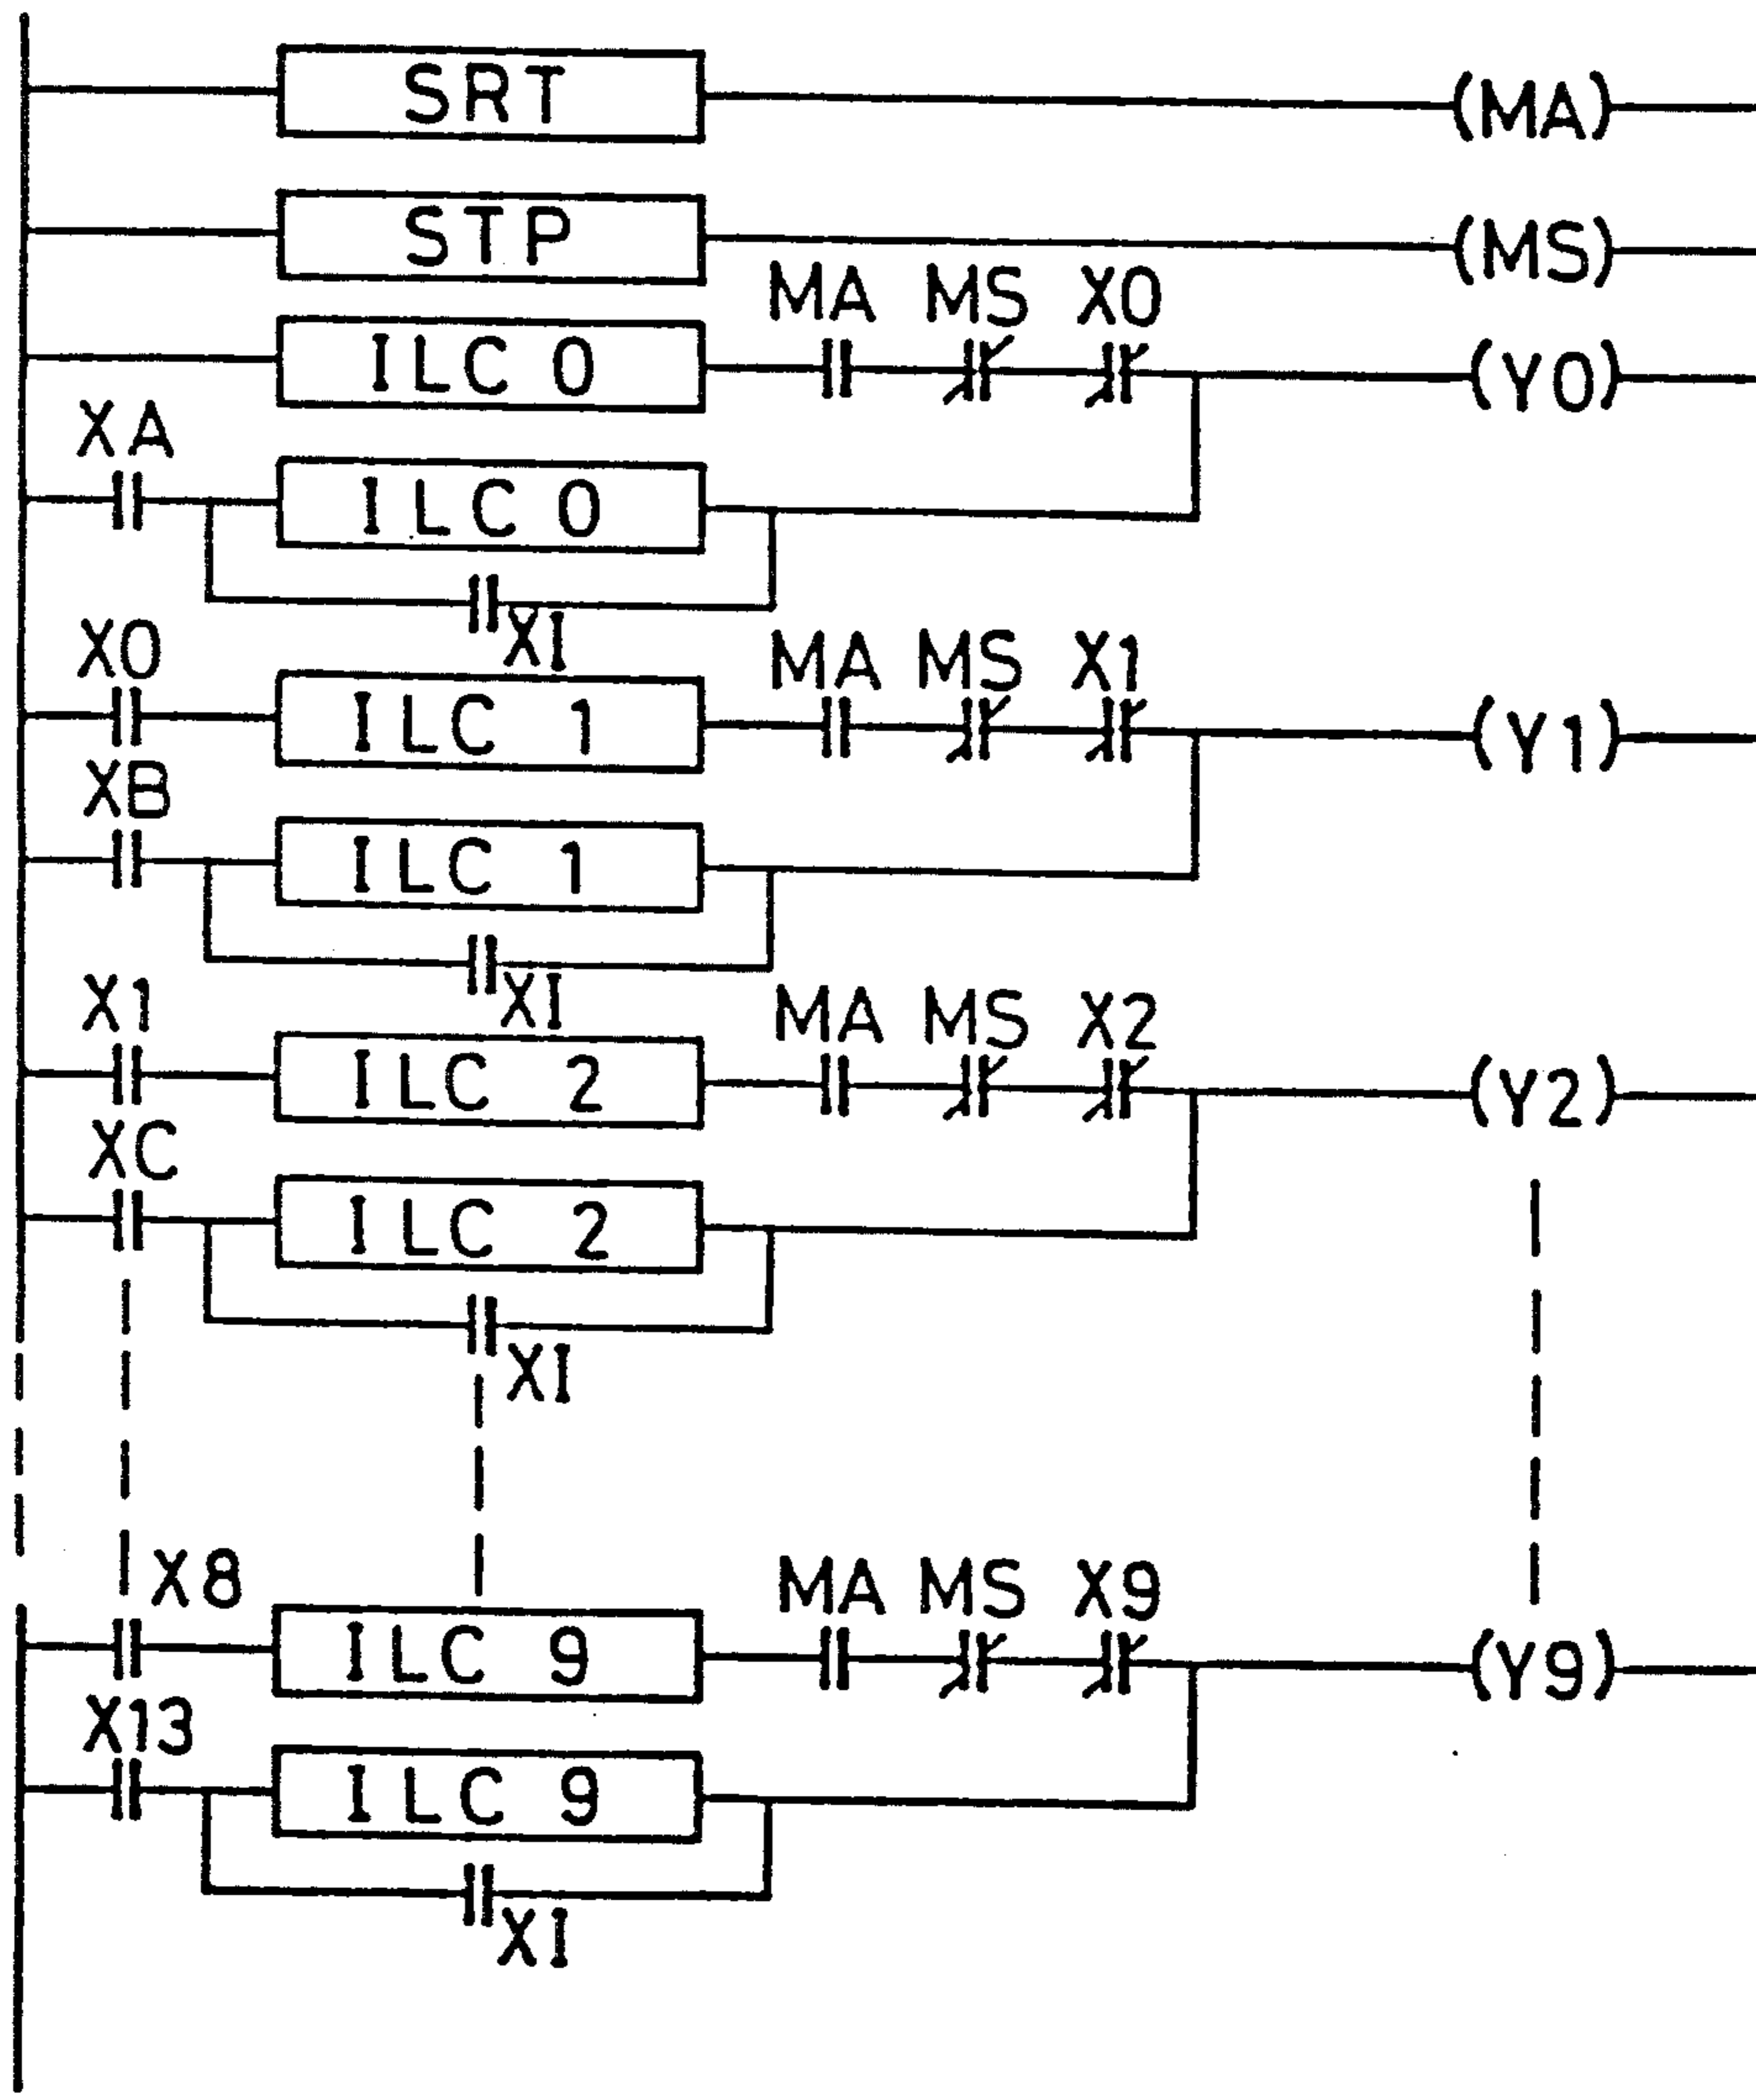 SRT (MA)
STP (MS)
MA MS X0
ILC 0 (Y0)
XA
ILC 0
XI
X0 MA MS X1
ILC 1 (Y1)
XB
ILC 1
XI
X1 MA MS X2
ILC 2 (Y2)
XC
ILC 2
XI
X8 MA MS X9
ILC 9 (Y9)
X13
ILC 9
XI